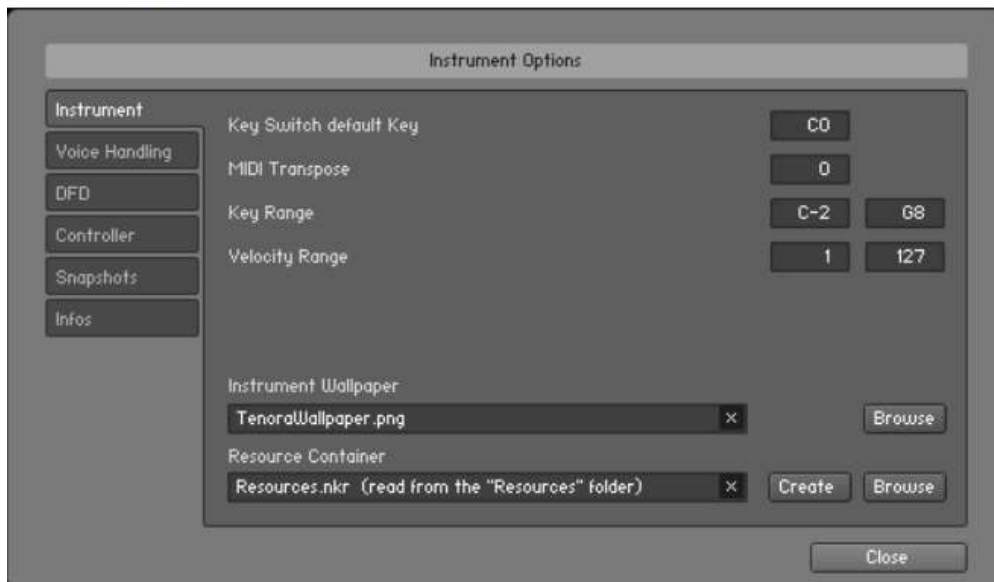 Instrument Options
Instrument
Voice Handling
DFD
Controller
Snapshots
Infos
Key Switch default Key C0
MIDI Transpose 0
Key Range C-2 G8
Velocity Range 1 127
Instrument Wallpaper
TenoraWallpaper.png × Browse
Resource Container
Resources.nkr (read from the "Resources" folder) × Create Browse
Close